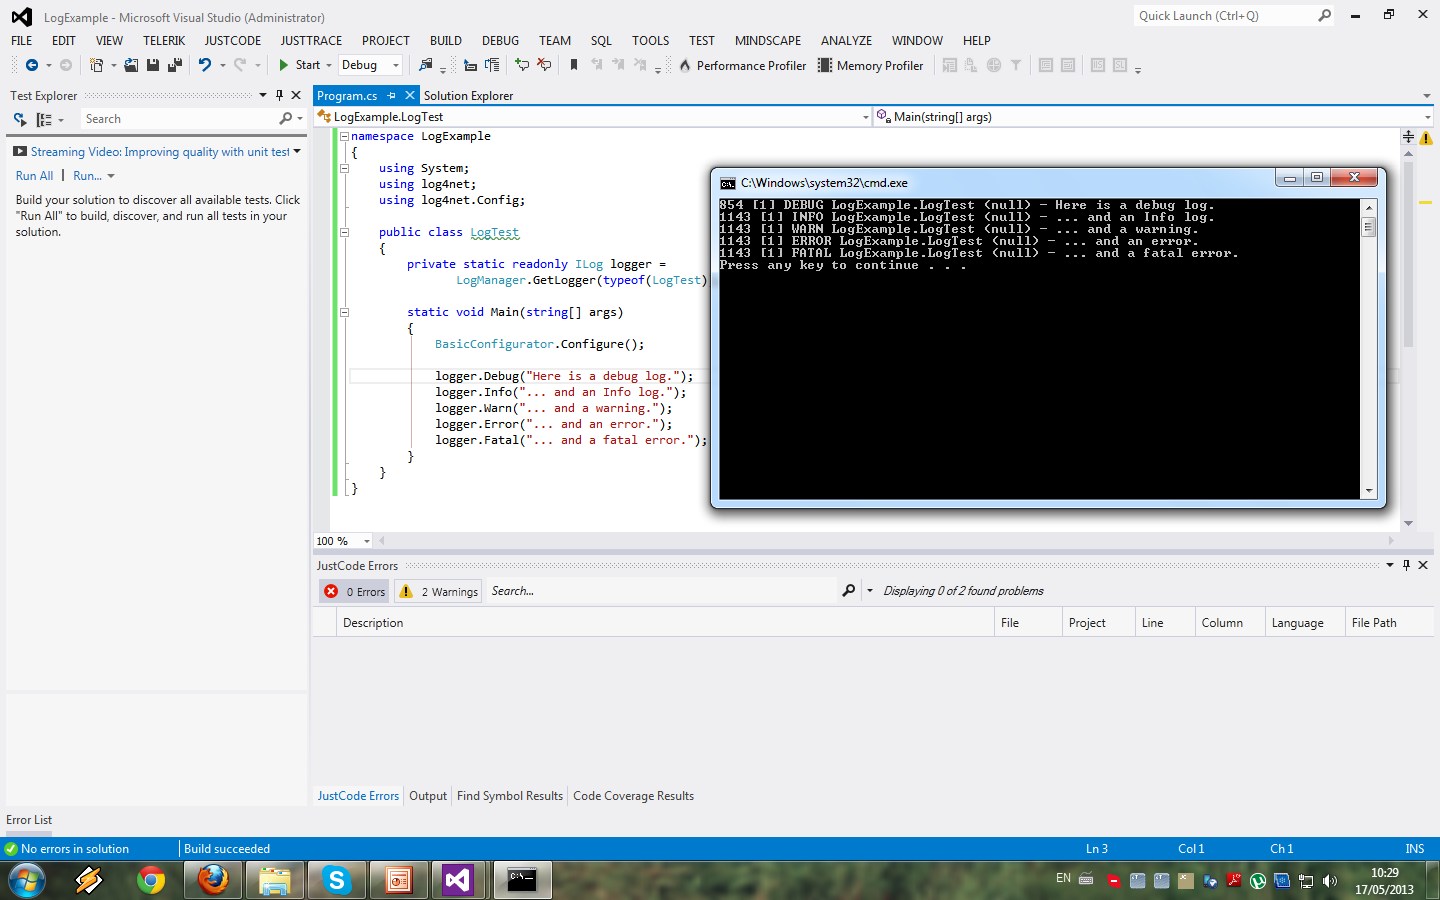 LogExample - Microsoft Visual Studio (Administrator)
Quick Launch (Ctrl+Q)
FILE EDIT VIEW TELERIK JUSTCODE JUSTTRACE PROJECT BUILD DEBUG TEAM SQL TOOLS TEST MINDSCAPE ANALYZE WINDOW HELP
Start Debug Performance Profiler Memory Profiler
Test Explorer
Search
Streaming Video: Improving quality with unit test
Run All | Run...
Build your solution to discover all available tests. Click
"Run All" to build, discover, and run all tests in your
solution.
Program.cs Solution Explorer
LogExample.LogTest Main(string[] args)
namespace LogExample
{
using System;
using log4net;
using log4net.Config;
public class LogTest
{
private static readonly ILog logger =
LogManager.GetLogger(typeof(LogTest)
static void Main(string[] args)
{
BasicConfigurator.Configure();
logger.Debug("Here is a debug log.");
logger.Info("... and an Info log.");
logger.Warn("... and a warning.");
logger.Error("... and an error.");
logger.Fatal("... and a fatal error.");
}
}
}
C:\Windows\system32\cmd.exe
854 [1] DEBUG LogExample.LogTest (null) - Here is a debug log.
1143 [1] INFO LogExample.LogTest (null) - ... and an Info log.
1143 [1] WARN LogExample.LogTest (null) - ... and a warning.
1143 [1] ERROR LogExample.LogTest (null) - ... and an error.
1143 [1] FATAL LogExample.LogTest (null) - ... and a fatal error.
Press any key to continue . . .
100 %
JustCode Errors
0 Errors 2 Warnings Search... Displaying 0 of 2 found problems
Description File Project Line Column Language File Path
JustCode Errors Output Find Symbol Results Code Coverage Results
Error List
No errors in solution Build succeeded Ln 3 Col 1 Ch 1 INS
EN
10:29
17/05/2013